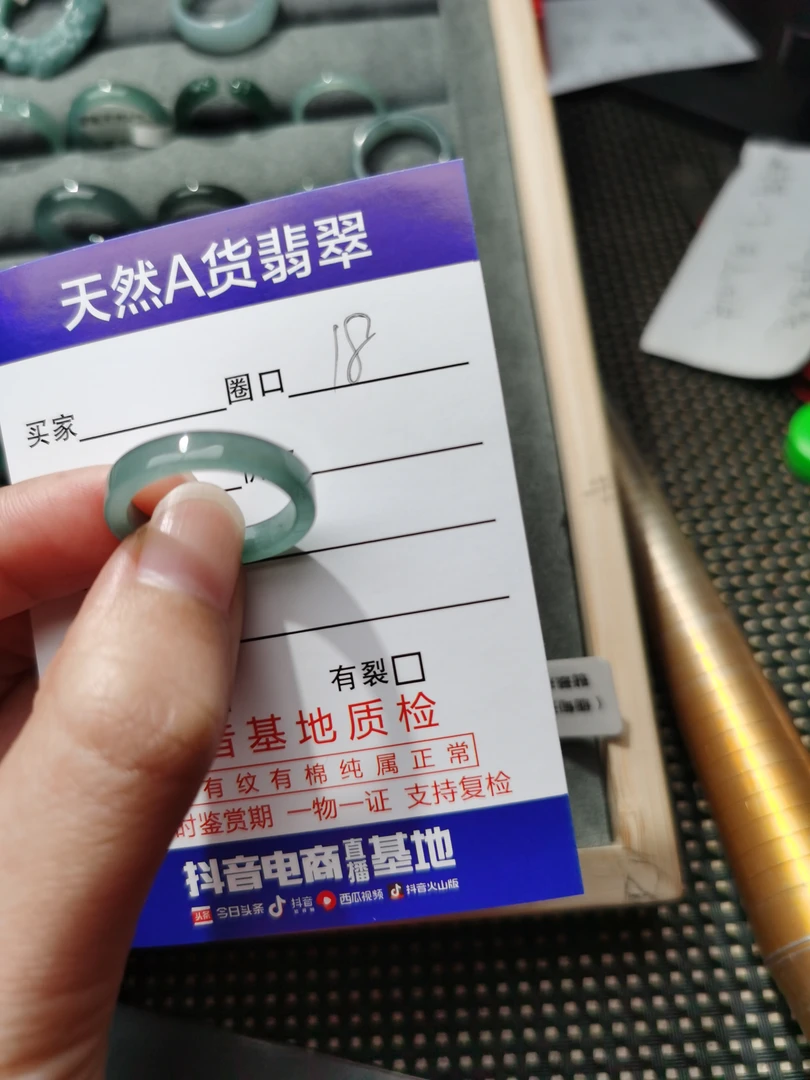 天然A货翡翠
圈口 18
买家
有裂
基地质检
有纹有棉纯属正常
时鉴赏期 一物一证 支持复检
抖音电商直播基地
头条 今日头条 抖音 西瓜视频 抖音火山版